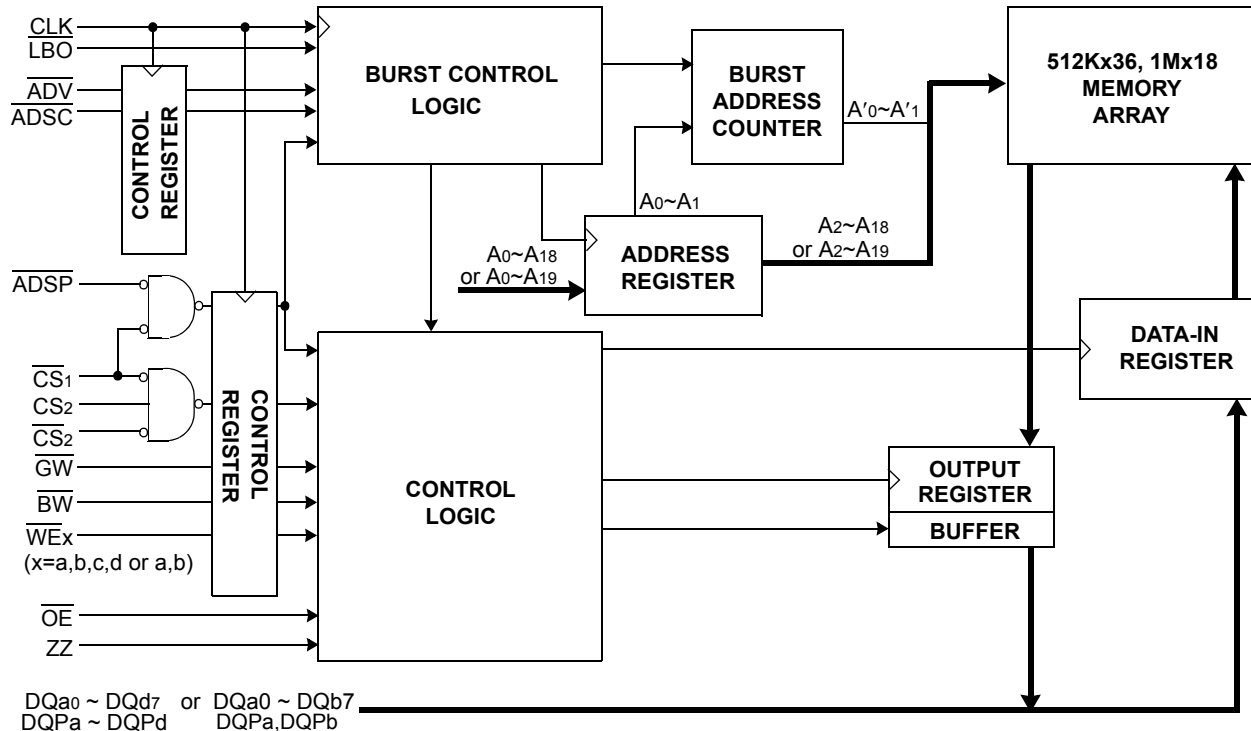 CLK
LBO
ADV
ADSC
CONTROL
REGISTER
BURST CONTROL
LOGIC
BURST
ADDRESS
COUNTER
A′0~A′1
512Kx36, 1Mx18
MEMORY
ARRAY
A0~A1
A0~A18
or A0~A19
ADDRESS
REGISTER
A2~A18
or A2~A19
ADSP
CS1
CS2
CS2
GW
BW
WEx
(x=a,b,c,d or a,b)
OE
ZZ
CONTROL
REGISTER
CONTROL
LOGIC
DATA-IN
REGISTER
OUTPUT
REGISTER
BUFFER
DQa0 ~ DQd7 or DQa0 ~ DQb7
DQPa ~ DQPd DQPa,DQPb